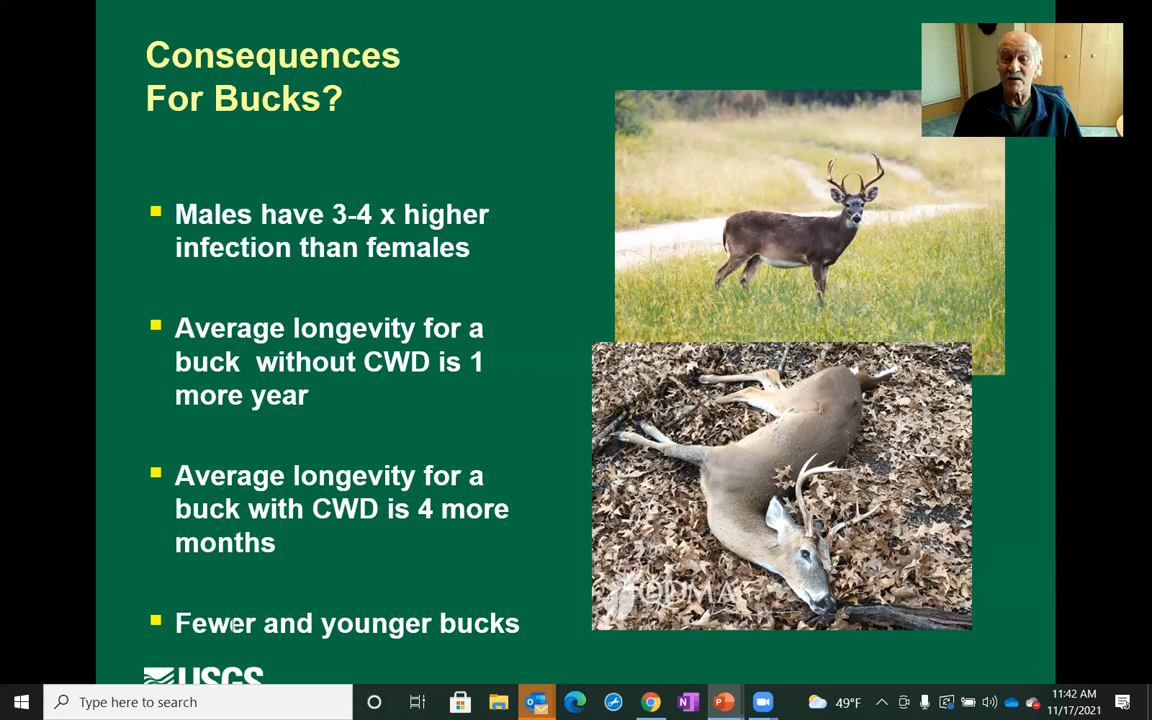 Consequences
For Bucks?
Males have 3-4 x higher
infection than females
Average longevity for a
buck  without CWD is 1
more year
Average longevity for a
buck with CWD is 4 more
months
Fewer and younger bucks
USGS
QDMA
Type here to search
49°F
11:42 AM
11/17/2021